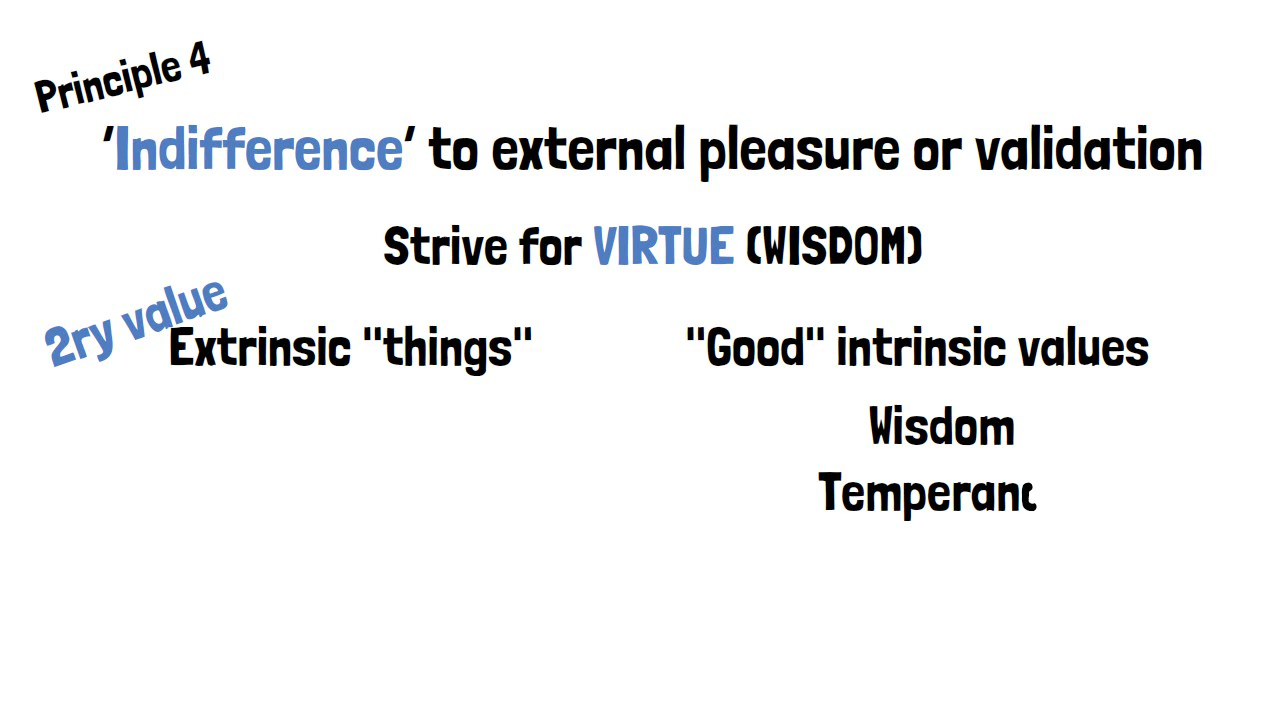 Principle 4
'Indifference' to external pleasure or validation
Strive for VIRTUE (WISDOM)
2ry value
Extrinsic "things" "Good" intrinsic values
Wisdom
Temperanc